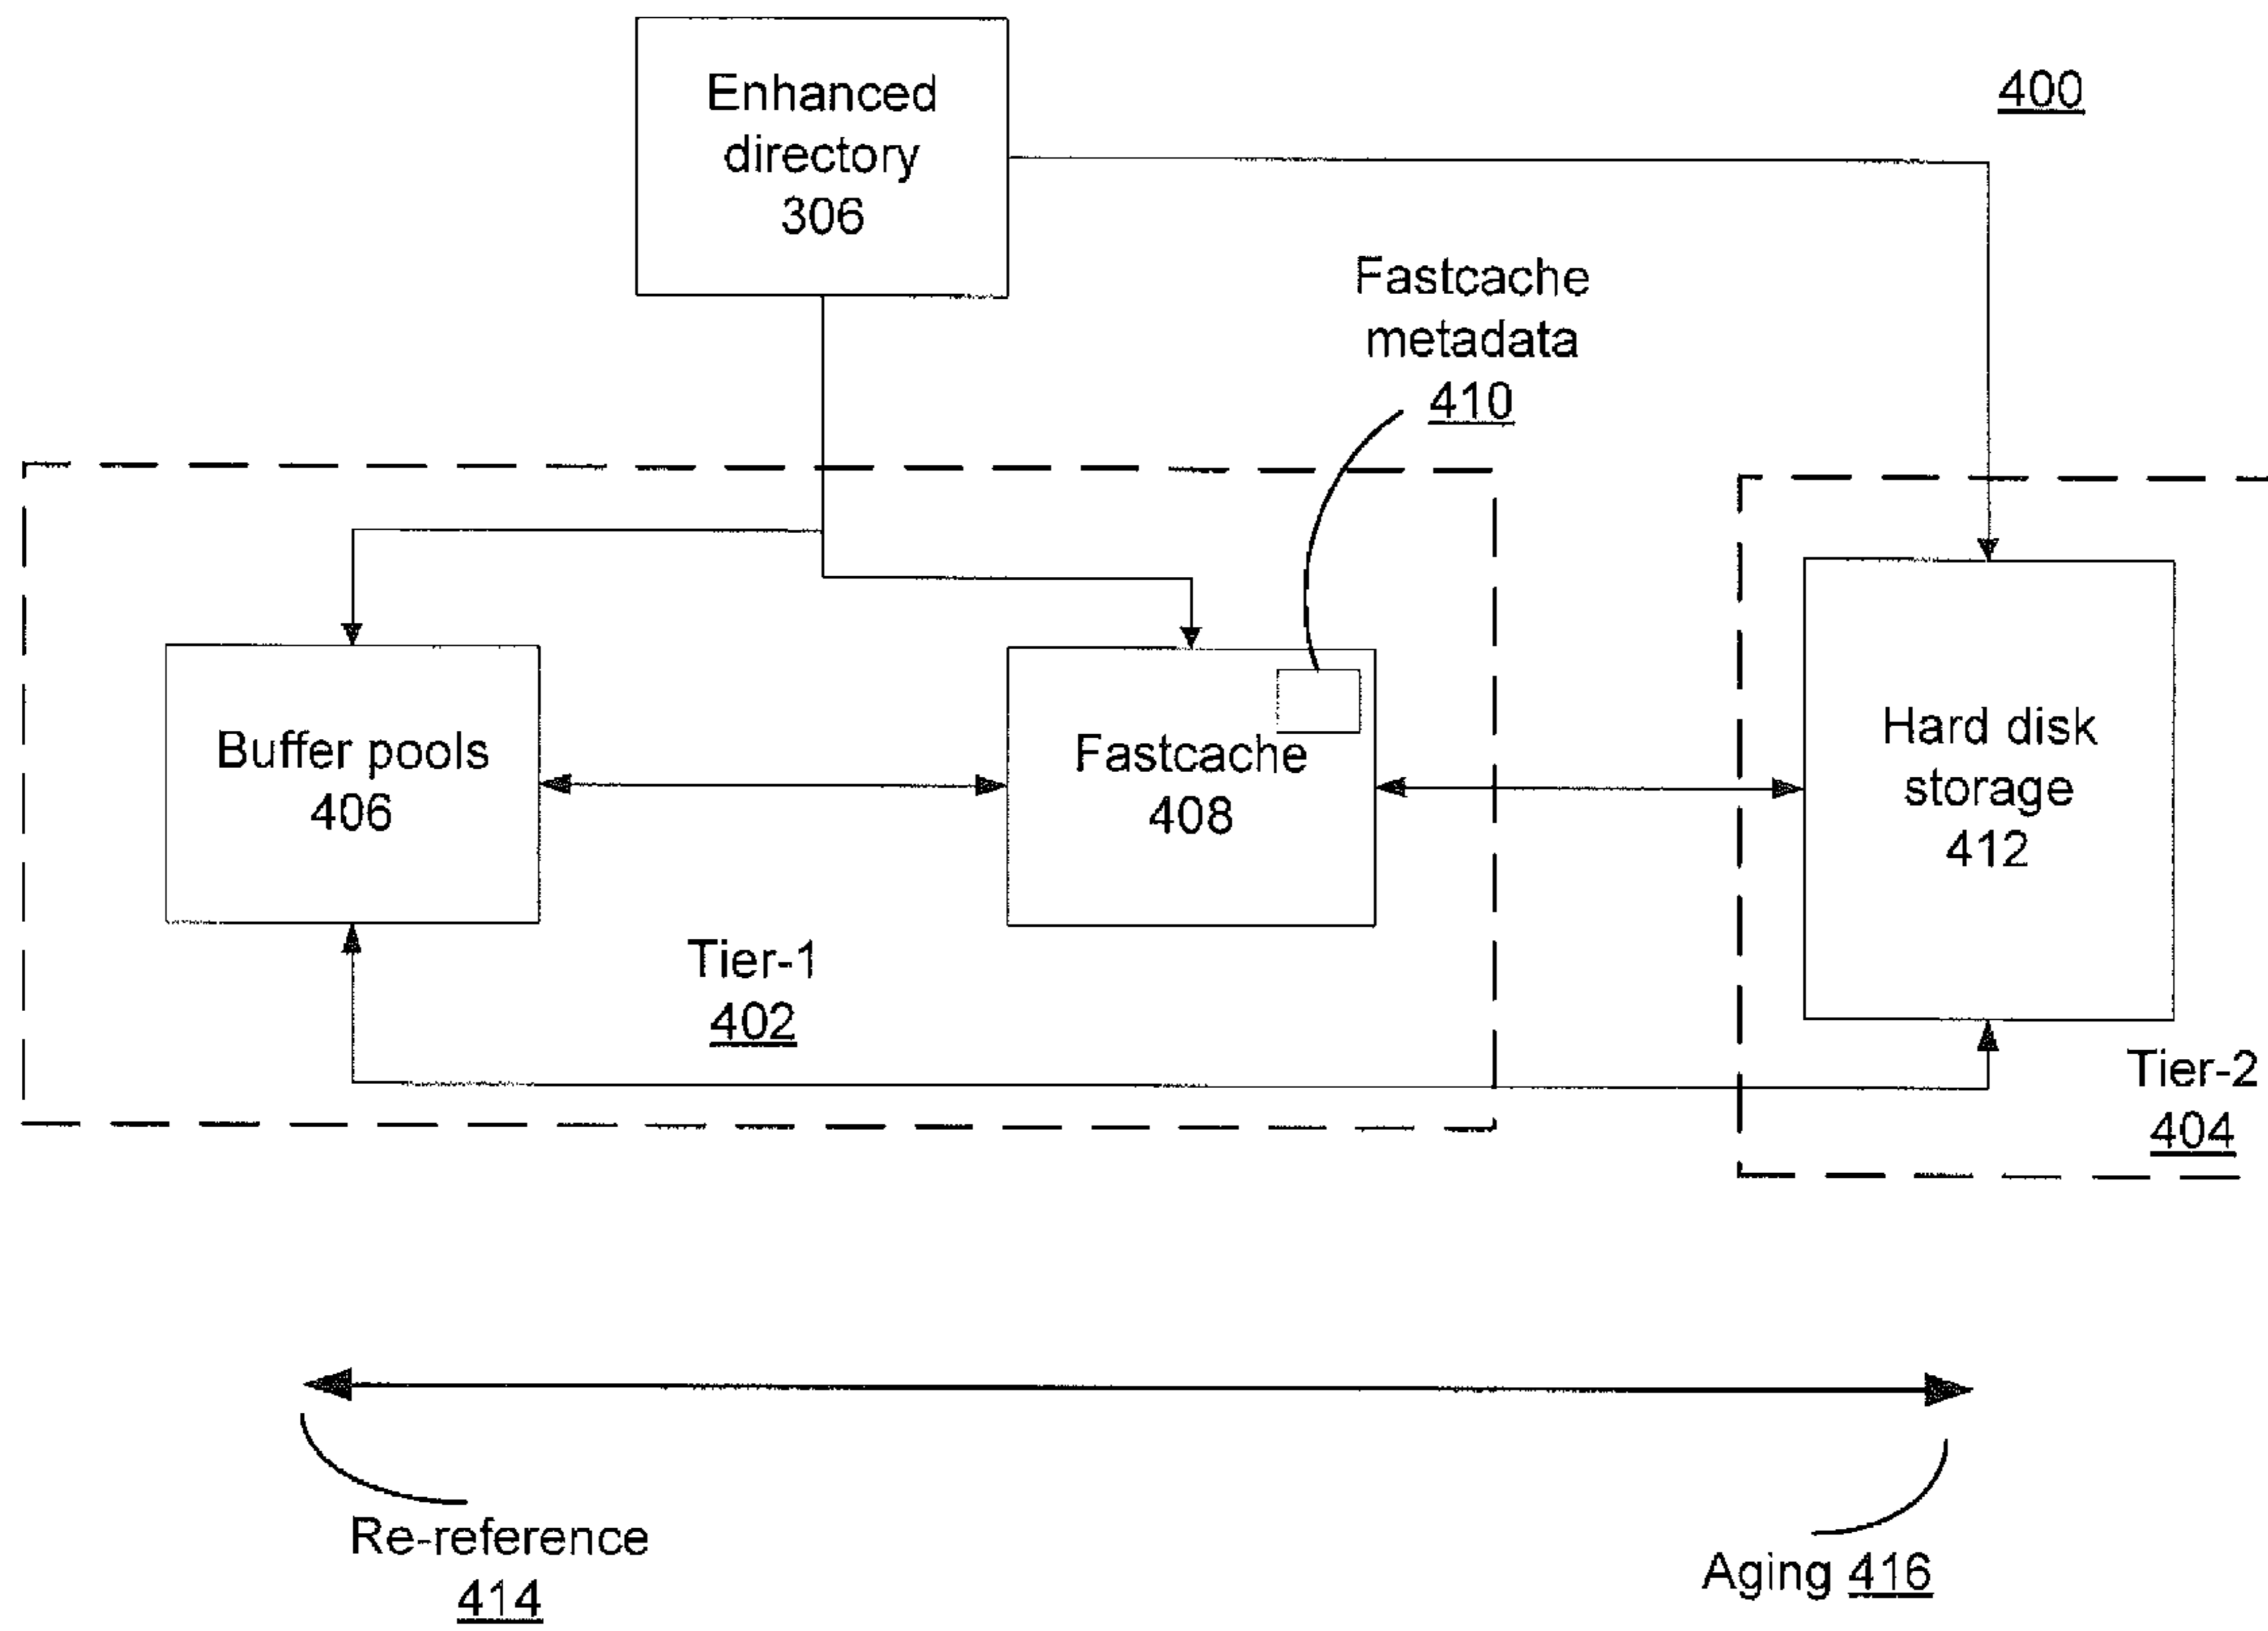 Enhanced
directory
306
400
Fastcache
metadata
410
Buffer pools
406
Fastcache
408
Hard disk
storage
412
Tier-1
402
Tier-2
404
Re-reference
414
Aging 416